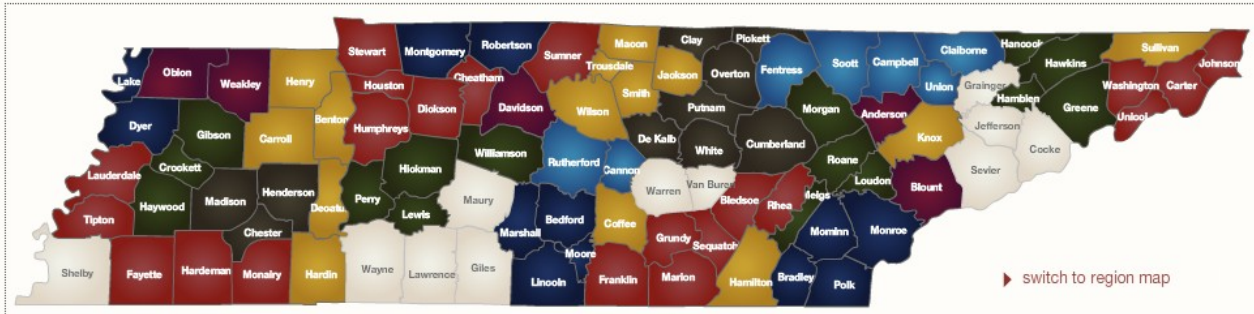 Lake
Obion
Weakley
Henry
Stewart
Montgomery
Robertson
Sumner
Macon
Clay
Pickett
Fentress
Scott
Campbell
Claiborne
Hancock
Hawkins
Sullivan
Johnson
Houston
Cheatham
Trousdale
Jackson
Overton
Union
Grainger
Hamblen
Washington
Carter
Dyer
Gibson
Carroll
Benton
Humphreys
Dickson
Davidson
Wilson
Smith
Putnam
Morgan
Anderson
Knox
Jefferson
Greene
Unicoi
Crockett
Lauderdale
Haywood
Madison
Henderson
Decatu
Perry
Hickman
Williamson
Rutherford
Cannon
De Kalb
White
Cumberland
Roane
Loudon
Blount
Sevier
Cocke
Tipton
Chester
Lewis
Maury
Marshall
Bedford
Coffee
Warren
Van Buren
Bledsoe
Rhea
Meigs
McMinn
Monroe
Shelby
Fayette
Hardeman
McNairy
Hardin
Wayne
Lawrence
Giles
Lincoln
Moore
Franklin
Grundy
Sequatch
Marion
Hamilton
Bradley
Polk
switch to region map